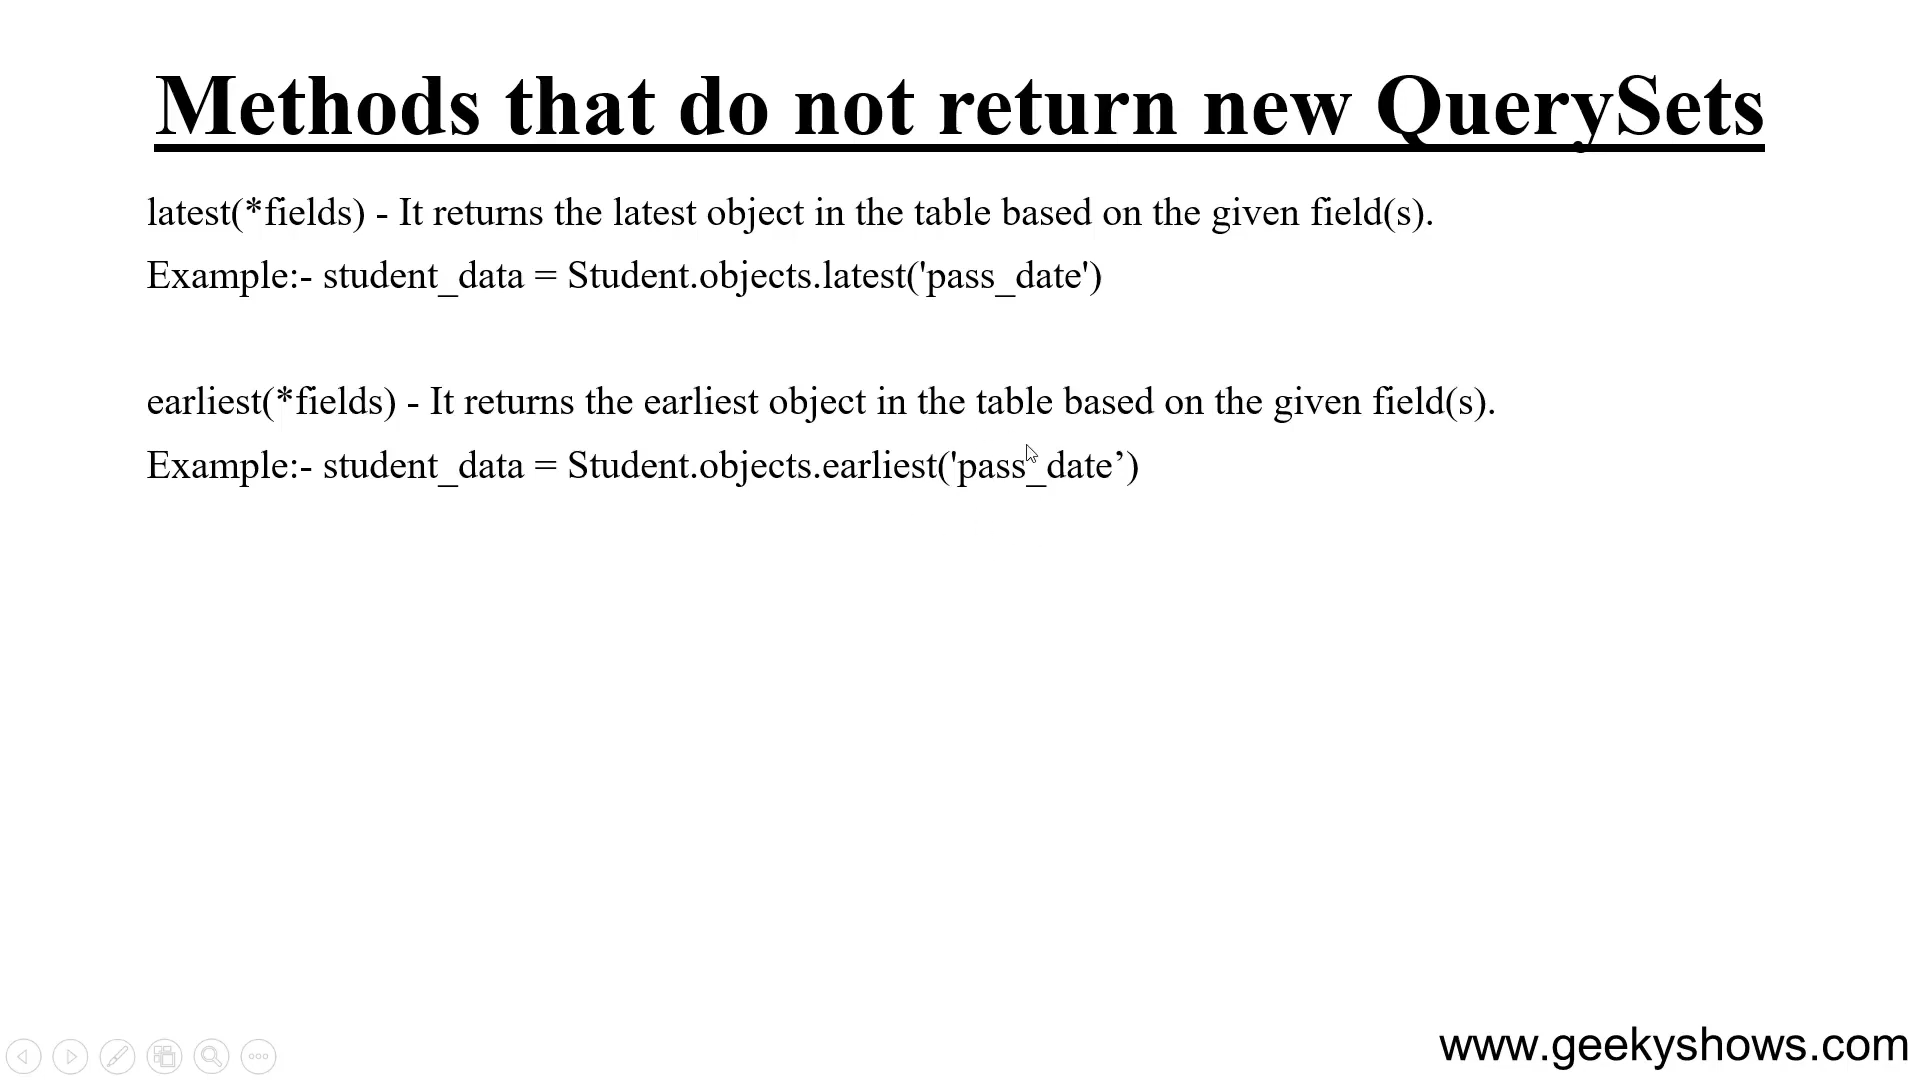 Methods that do not return new QuerySets
latest(*fields) - It returns the latest object in the table based on the given field(s).
Example:- student_data = Student.objects.latest('pass_date')
earliest(*fields) - It returns the earliest object in the table based on the given field(s).
Example:- student_data = Student.objects.earliest('pass_date’)
www.geekyshows.com